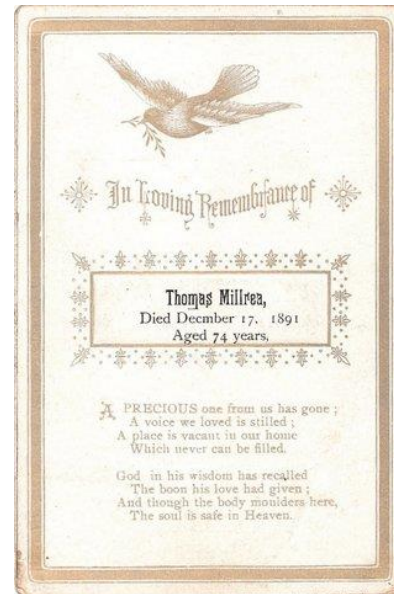 In Loving Remembrance of
Thomas Millrea,
Died Decmber 17, 1891
Aged 74 years,
A PRECIOUS one from us has gone ;
A voice we loved is stilled ;
A place is vacant in our home
Which never can be filled.
God in his wisdom has recalled
The boon his love had given ;
And though the body moulders here,
The soul is safe in Heaven.